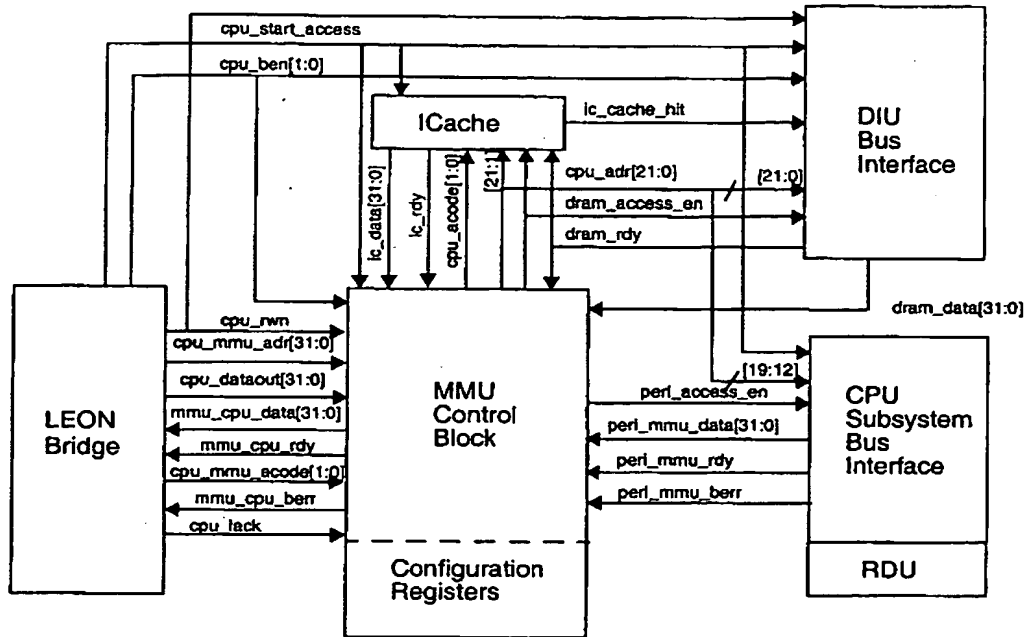 cpu_start_access
cpu_ben[1:0]
ICache
ic_cache_hit
DIU
Bus
Interface
ic_data[31:0]
ic_rdy
cpu_acode[1:0]
[21:1]
cpu_adr[21:0]
[21:0]
dram_access_en
dram_rdy
dram_data[31:0]
LEON
Bridge
cpu_rwn
cpu_mmu_adr[31:0]
cpu_dataout[31:0]
mmu_cpu_data[31:0]
mmu_cpu_rdy
cpu_mmu_acode[1:0]
mmu_cpu_berr
cpu_iack
MMU
Control
Block
Configuration
Registers
[19:12]
peri_access_en
peri_mmu_data[31:0]
peri_mmu_rdy
peri_mmu_berr
CPU
Subsystem
Bus
Interface
RDU